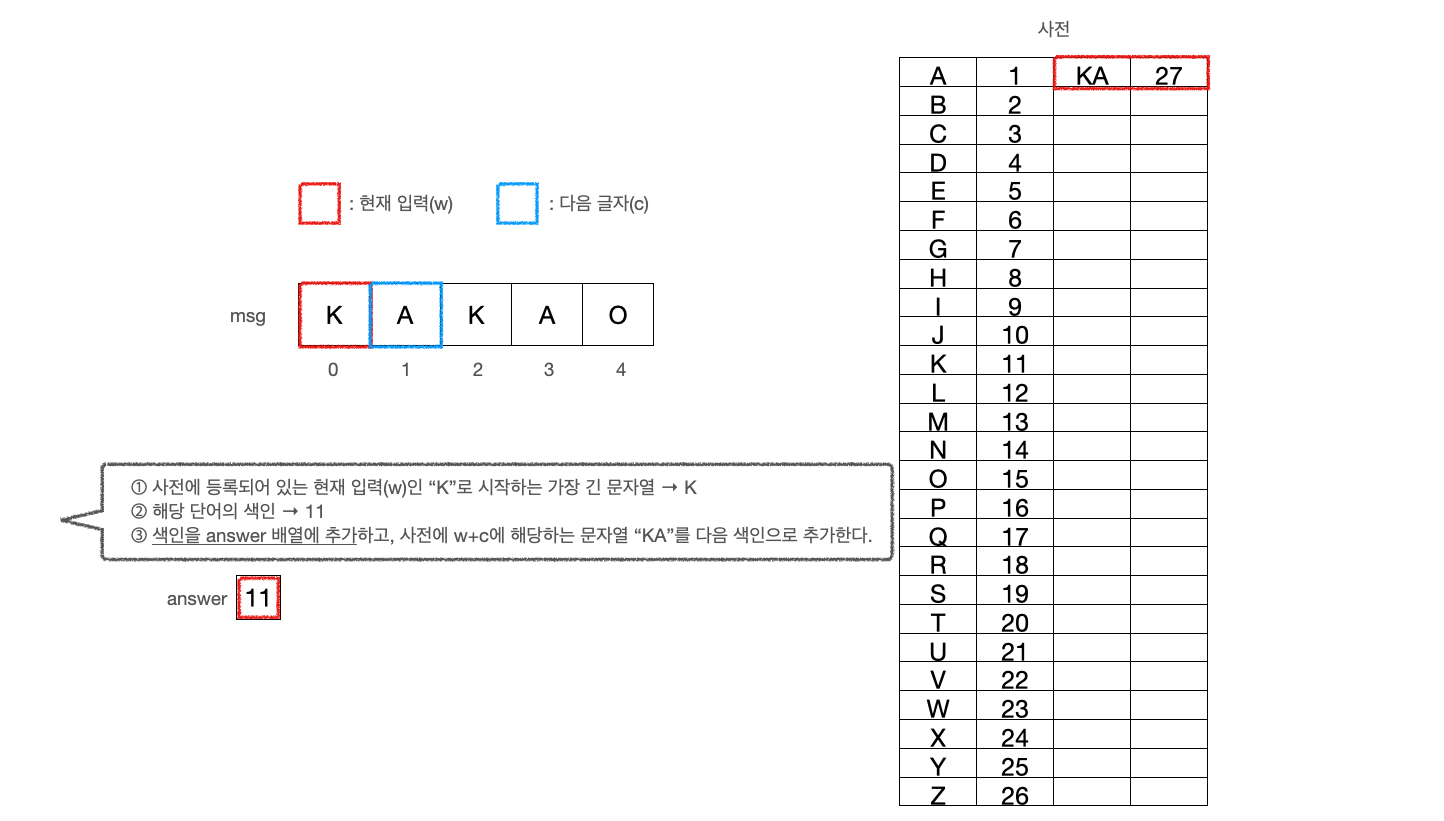 사전
: 현재 입력(w) : 다음 글자(c)
msg K A K A O
0 1 2 3 4
① 사전에 등록되어 있는 현재 입력(w)인 “K”로 시작하는 가장 긴 문자열 → K
② 해당 단어의 색인 → 11
③ 색인을 answer 배열에 추가하고, 사전에 w+c에 해당하는 문자열 “KA”를 다음 색인으로 추가한다.
answer 11
A 1 KA 27
B 2
C 3
D 4
E 5
F 6
G 7
H 8
I 9
J 10
K 11
L 12
M 13
N 14
O 15
P 16
Q 17
R 18
S 19
T 20
U 21
V 22
W 23
X 24
Y 25
Z 26